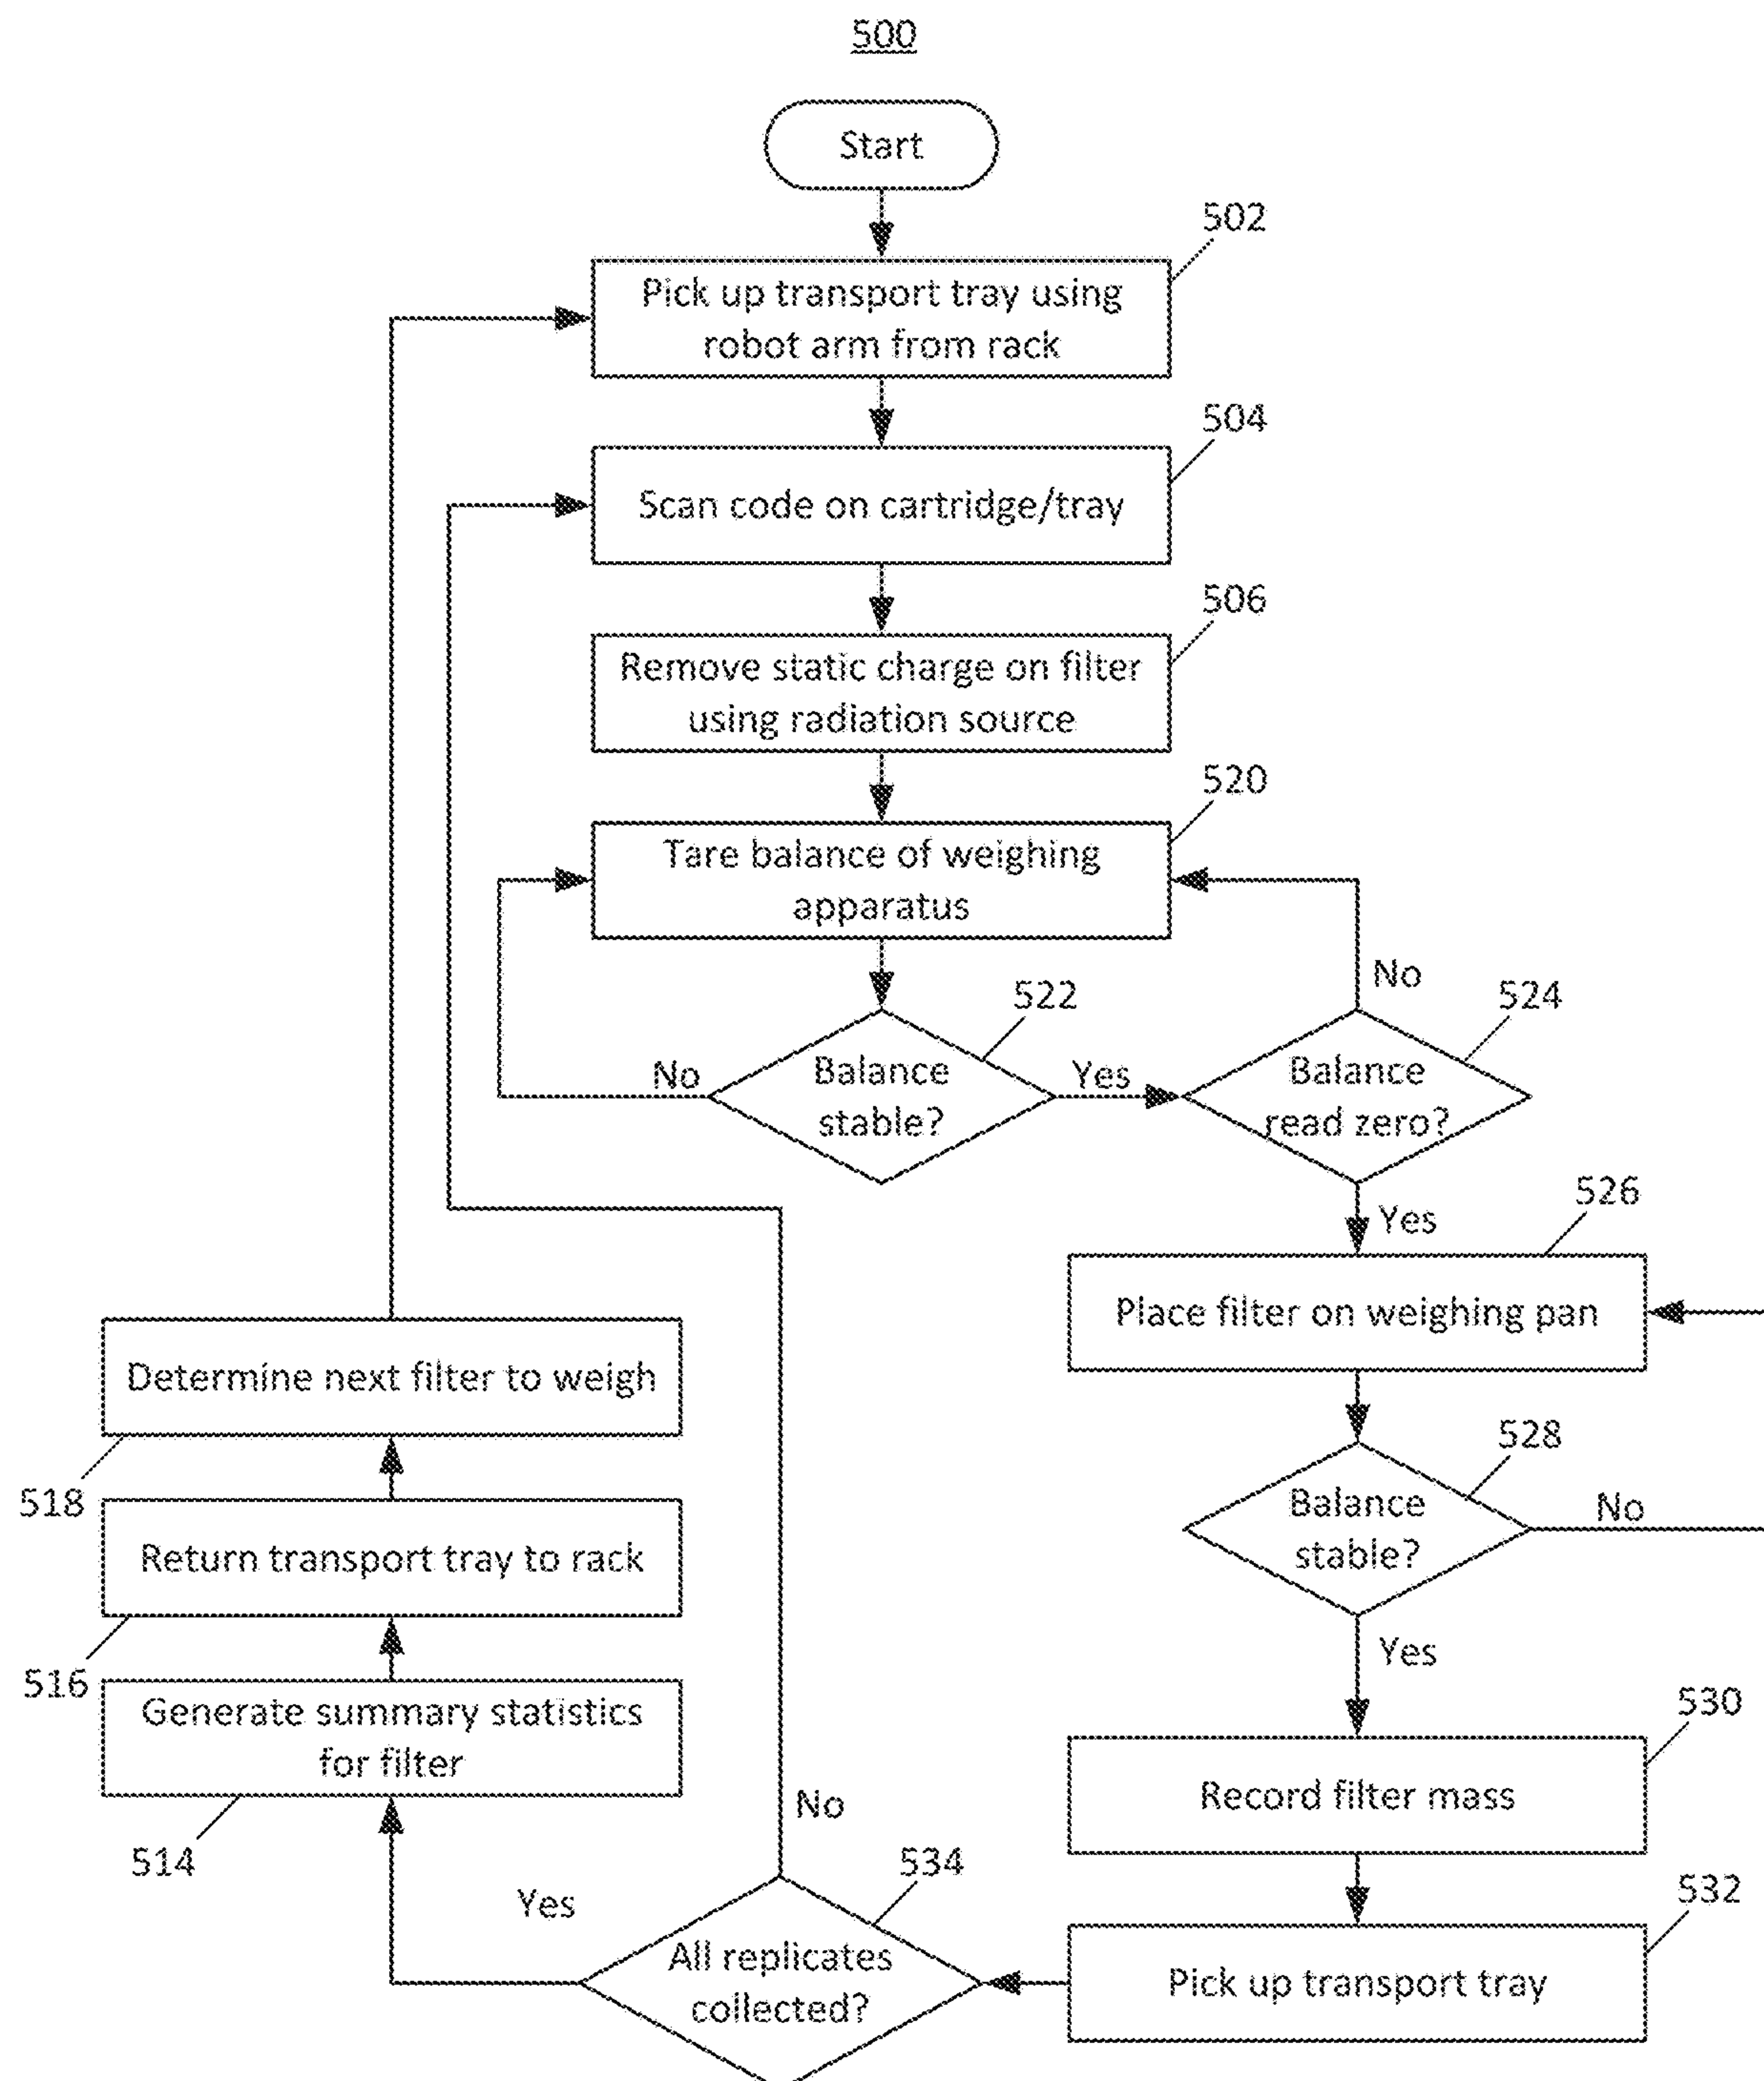 500
Start
502
Pick up transport tray using
robot arm from rack
504
Scan code on cartridge/tray
506
Remove static charge on filter
using radiation source
520
Tare balance of weighing
apparatus
No
522
524
No
Balance
stable?
Yes
Balance
read zero?
526
Yes
Place filter on weighing pan
Determine next filter to weigh
528
518
Balance
stable?
No
Return transport tray to rack
516
Yes
Generate summary statistics
for filter
530
Record filter mass
No
514
534
532
Yes
All replicates
collected?
Pick up transport tray